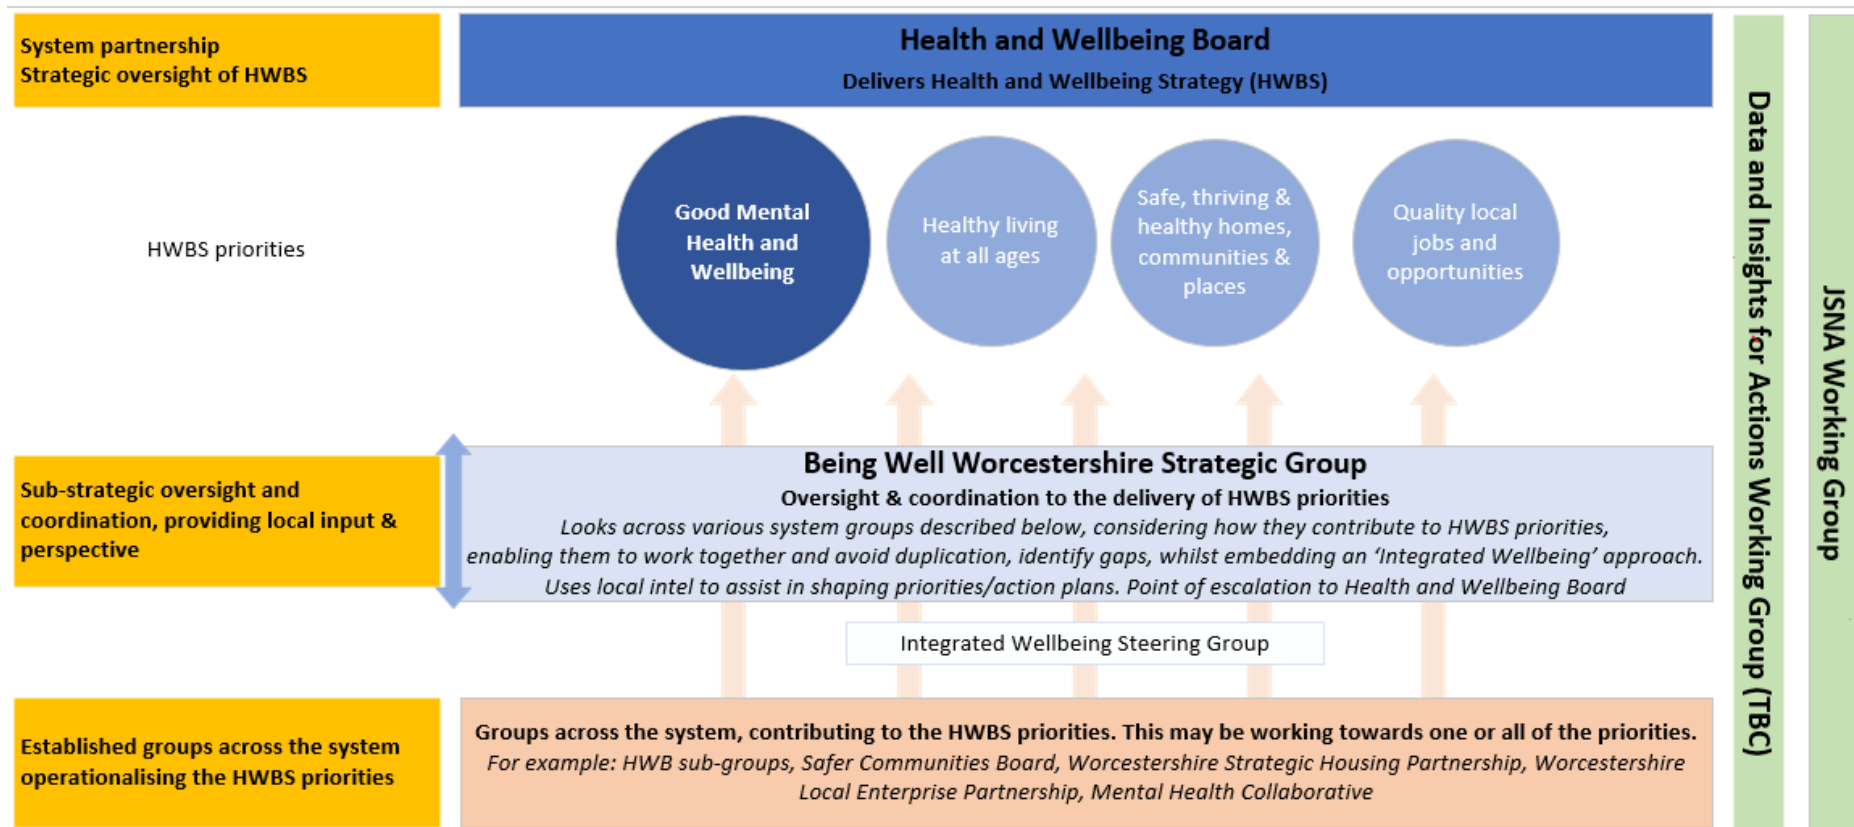 System partnership
Strategic oversight of HWBS
Health and Wellbeing Board
Delivers Health and Wellbeing Strategy (HWBS)
HWBS priorities
Good Mental
Health and
Wellbeing
Healthy living
at all ages
Safe, thriving &
healthy homes,
communities &
places
Quality local
jobs and
opportunities
Sub-strategic oversight and
coordination, providing local input &
perspective
Being Well Worcestershire Strategic Group
Oversight & coordination to the delivery of HWBS priorities
Looks across various system groups described below, considering how they contribute to HWBS priorities,
enabling them to work together and avoid duplication, identify gaps, whilst embedding an ‘Integrated Wellbeing’ approach.
Uses local intel to assist in shaping priorities/action plans. Point of escalation to Health and Wellbeing Board
Integrated Wellbeing Steering Group
Established groups across the system
operationalising the HWBS priorities
Groups across the system, contributing to the HWBS priorities. This may be working towards one or all of the priorities.
For example: HWB sub-groups, Safer Communities Board, Worcestershire Strategic Housing Partnership, Worcestershire
Local Enterprise Partnership, Mental Health Collaborative
Data and Insights for Actions Working Group (TBC)
JSNA Working Group